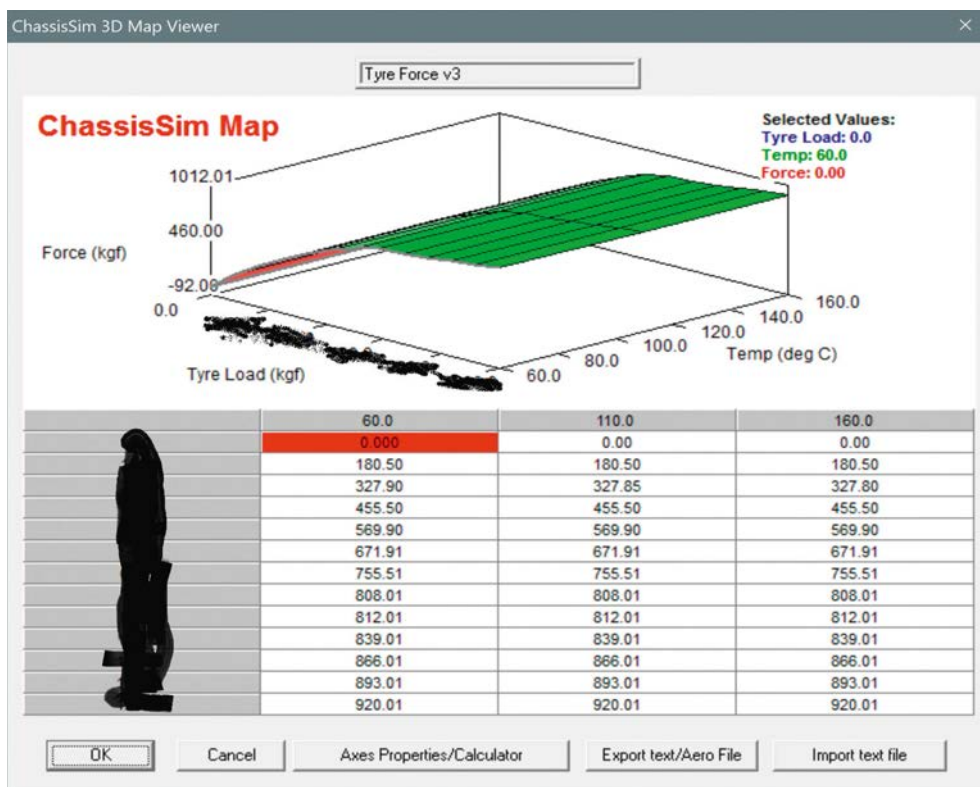 ChassisSim 3D Map Viewer
Tyre Force v3
ChassisSim Map
Selected Values:
Tyre Load: 0.0
Temp: 60.0
Force: 0.00
1012.01
460.00
-92.00
Force (kgf)
0.0
Tyre Load (kgf)
60.0
80.0
100.0
120.0
140.0
160.0
Temp (deg C)
60.0 110.0 160.0
0.000 0.00 0.00
180.50 180.50 180.50
327.90 327.85 327.80
455.50 455.50 455.50
569.90 569.90 569.90
671.91 671.91 671.91
755.51 755.51 755.51
808.01 808.01 808.01
812.01 812.01 812.01
839.01 839.01 839.01
866.01 866.01 866.01
893.01 893.01 893.01
920.01 920.01 920.01
OK Cancel Axes Properties/Calculator Export text/Aero File Import text file